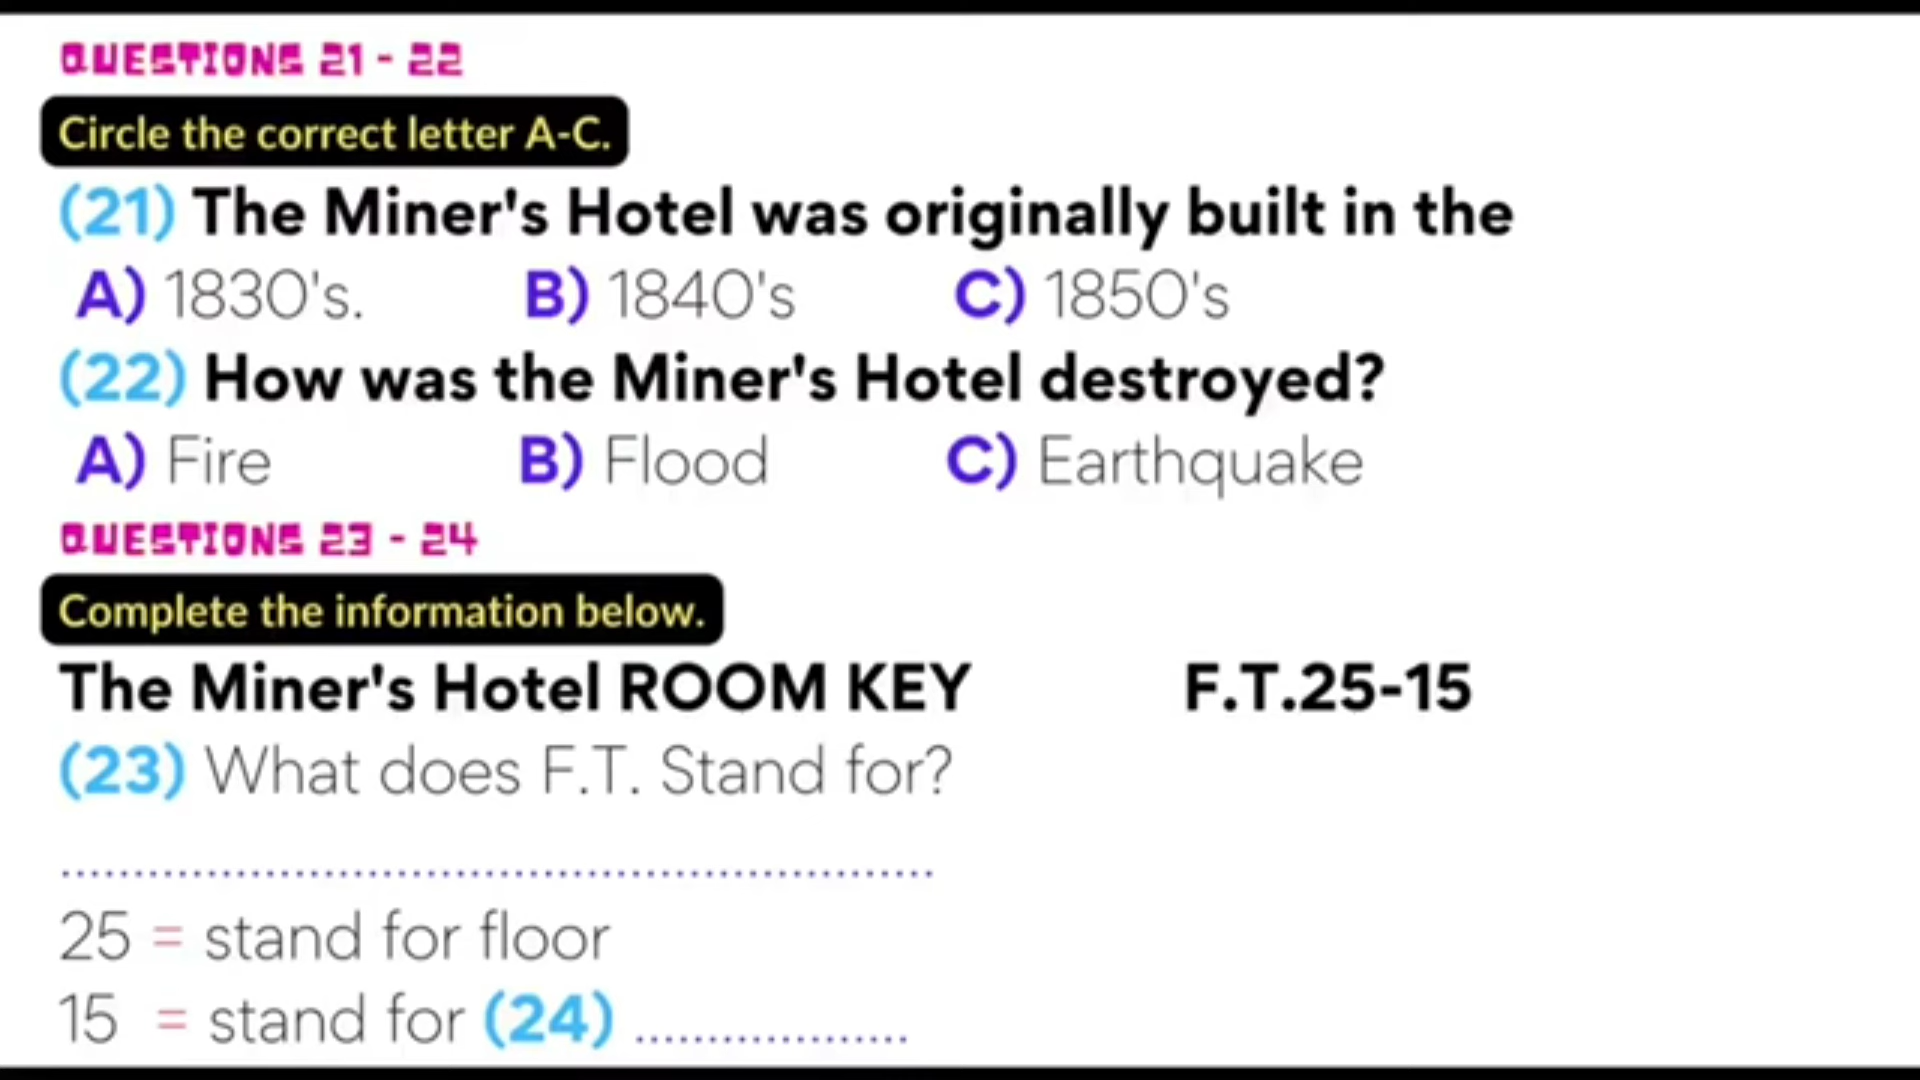 QUESTIONS 21 - 22
Circle the correct letter A-C.
(21) The Miner's Hotel was originally built in the
A) 1830's. B) 1840's C) 1850's
(22) How was the Miner's Hotel destroyed?
A) Fire B) Flood C) Earthquake
QUESTIONS 23 - 24
Complete the information below.
The Miner's Hotel ROOM KEY F.T.25-15
(23) What does F.T. Stand for?
.............................................................
25 = stand for floor
15 = stand for (24) ...................